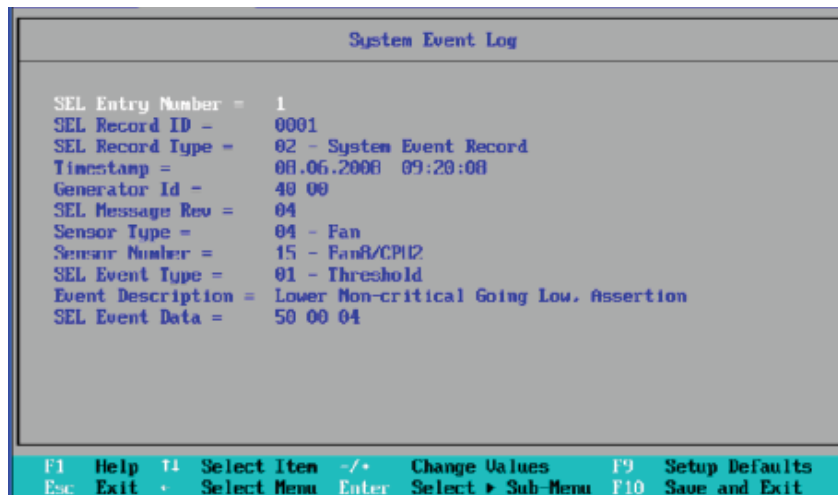 System Event Log
SEL Entry Number = 1
SEL Record ID = 0001
SEL Record Type = 02 - System Event Record
Timestamp = 08.06.2008 09:20:08
Generator Id = 40 00
SEL Message Rev = 04
Sensor Type = 04 - Fan
Sensor Number = 15 - Fan8/CPU2
SEL Event Type = 01 - Threshold
Event Description = Lower Non-critical Going Low, Assertion
SEL Event Data = 50 00 04
F1 Help ↑↓ Select Item -/+ Change Values F9 Setup Defaults
Esc Exit ← Select Menu Enter Select ▶ Sub-Menu F10 Save and Exit